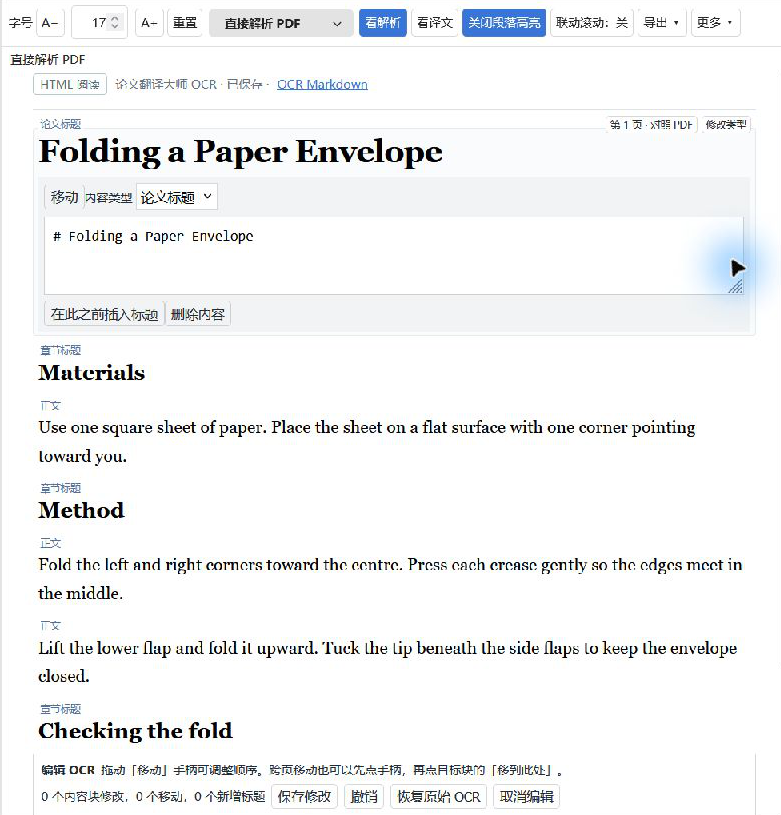 字号 A− 17 A+ 重置 直接解析 PDF 看解析 看译文 关闭段落高亮 联动滚动：关 导出 更多
直接解析 PDF
HTML 阅读 论文翻译大师 OCR · 已保存 · OCR Markdown
论文标题 第 1 页 · 对照 PDF 修改类型
Folding a Paper Envelope
移动 内容类型 论文标题
# Folding a Paper Envelope
在此之前插入标题 删除内容
章节标题
Materials
正文
Use one square sheet of paper. Place the sheet on a flat surface with one corner pointing
toward you.
章节标题
Method
正文
Fold the left and right corners toward the centre. Press each crease gently so the edges meet in
the middle.
正文
Lift the lower flap and fold it upward. Tuck the tip beneath the side flaps to keep the envelope
closed.
章节标题
Checking the fold
编辑 OCR 拖动「移动」手柄可调整顺序。跨页移动也可以先点手柄，再点目标块的「移到此处」。
0 个内容块修改，0 个移动，0 个新增标题 保存修改 撤销 恢复原始 OCR 取消编辑